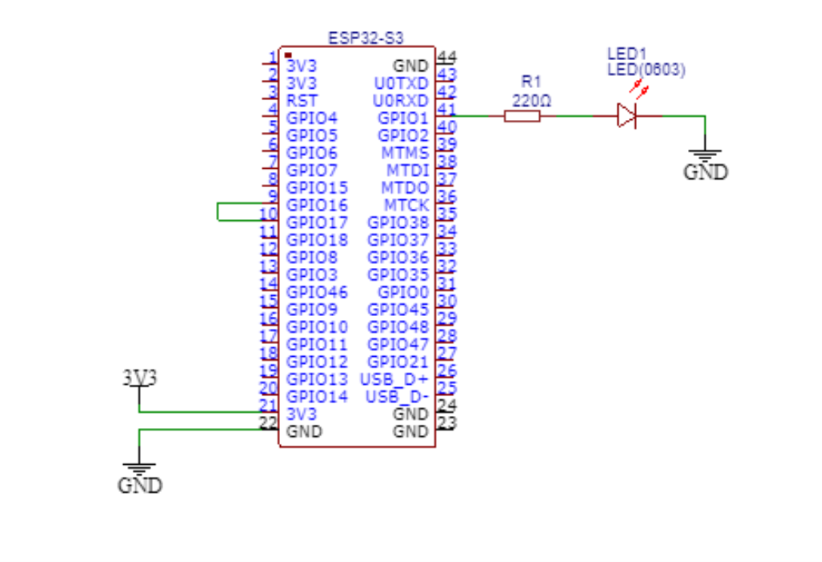 ESP32-S3
1 3V3 GND 44
2 3V3 U0TXD 43
3 RST U0RXD 42
4 GPIO4 GPIO1 41
5 GPIO5 GPIO2 40
6 GPIO6 MTMS 39
7 GPIO7 MTDI 38
8 GPIO15 MTDO 37
9 GPIO16 MTCK 36
10 GPIO17 GPIO38 35
11 GPIO18 GPIO37 34
12 GPIO8 GPIO36 33
13 GPIO3 GPIO35 32
14 GPIO46 GPIO0 31
15 GPIO9 GPIO45 30
16 GPIO10 GPIO48 29
17 GPIO11 GPIO47 28
18 GPIO12 GPIO21 27
19 GPIO13 USB_D+ 26
20 GPIO14 USB_D- 25
21 3V3 GND 24
22 GND GND 23
R1
220Ω
LED1
LED(0603)
GND
3V3
GND